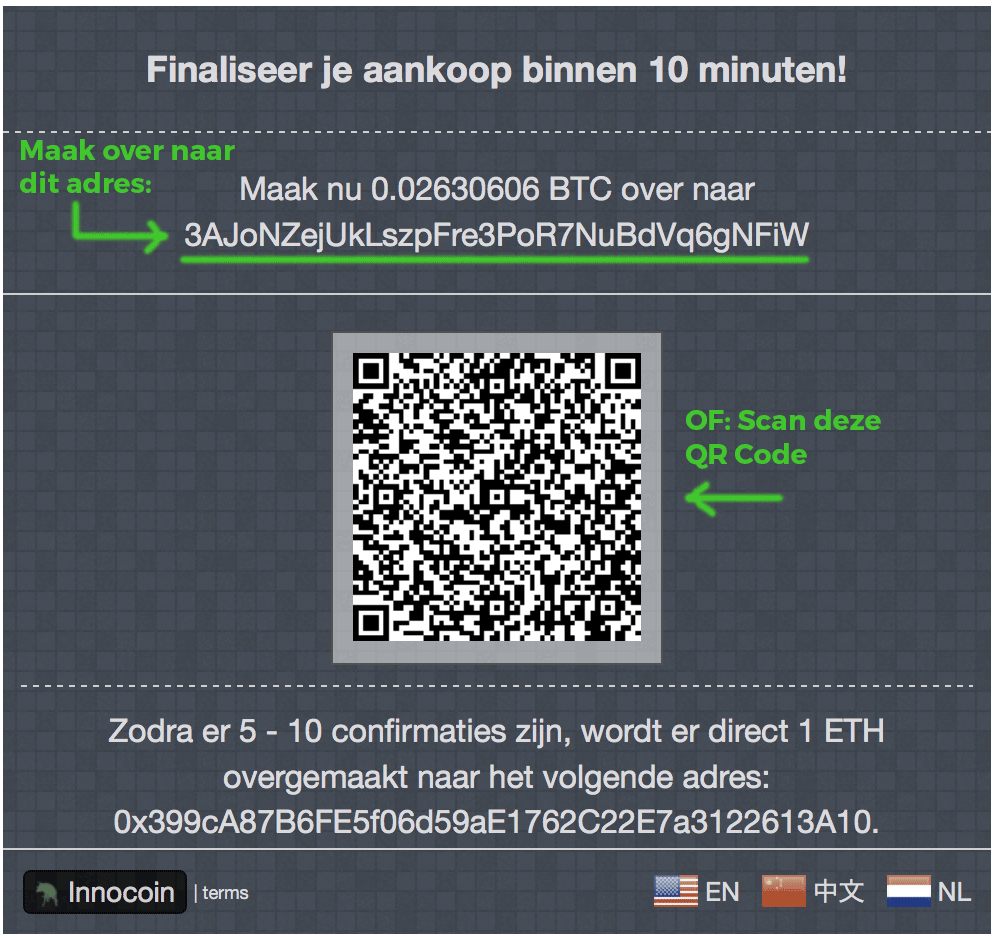 Finaliseer je aankoop binnen 10 minuten!
Maak over naar
dit adres:
Maak nu 0.02630606 BTC over naar
3AJoNZejUkLszpFre3PoR7NuBdVq6gNFiW
OF: Scan deze
QR Code
Zodra er 5 - 10 confirmaties zijn, wordt er direct 1 ETH
overgemaakt naar het volgende adres:
0x399cA87B6FE5f06d59aE1762C22E7a3122613A10.
Innocoin | terms EN 中文 NL